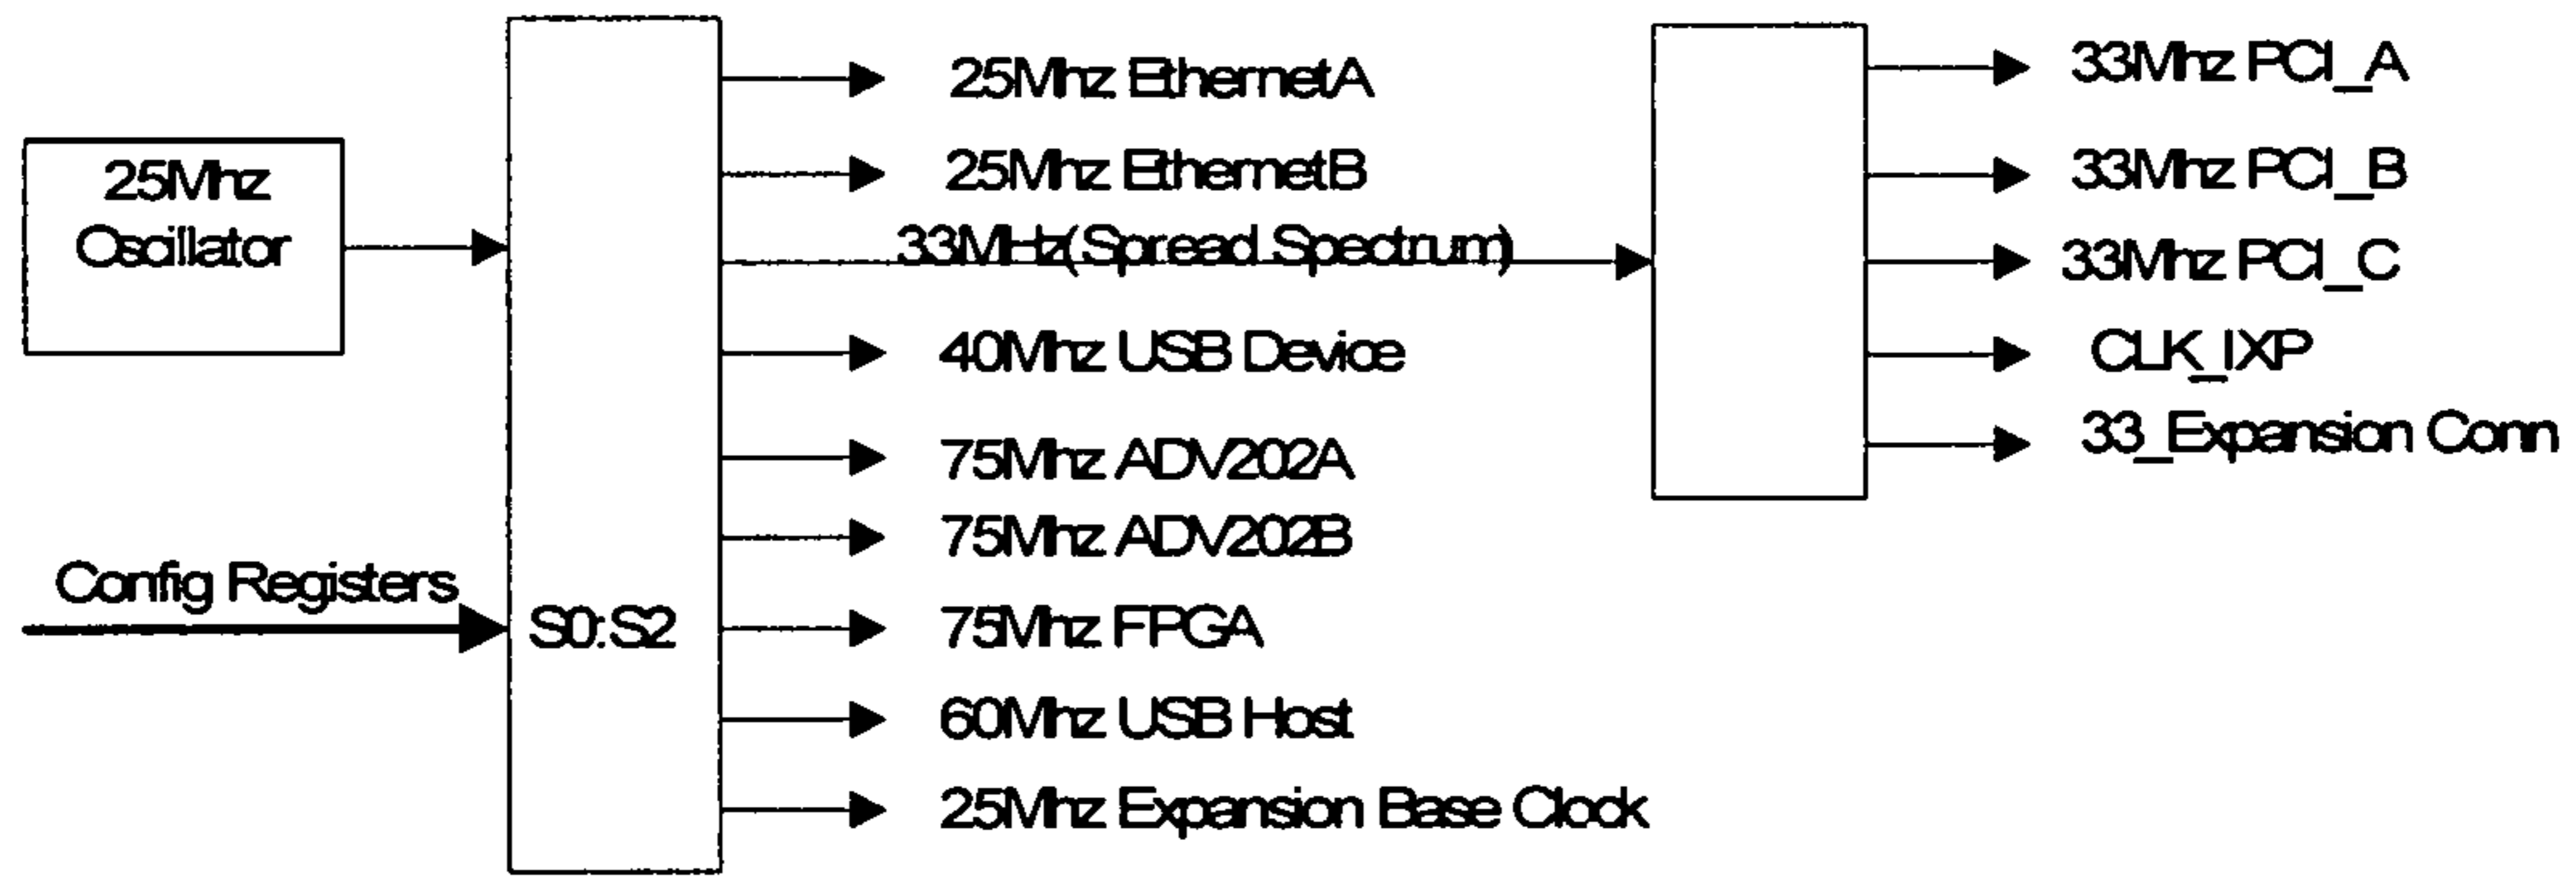 25Mhz
Oscillator
Config Registers
S0:S2
25Mhz EthernetA
25Mhz EthernetB
33MHz(Spread Spectrum)
40Mhz USB Device
75Mhz ADV202A
75Mhz ADV202B
75Mhz FPGA
60Mhz USB Host
25Mhz Expansion Base Clock
33Mhz PCI_A
33Mhz PCI_B
33Mhz PCI_C
CLK_IXP
33_Expansion Conn